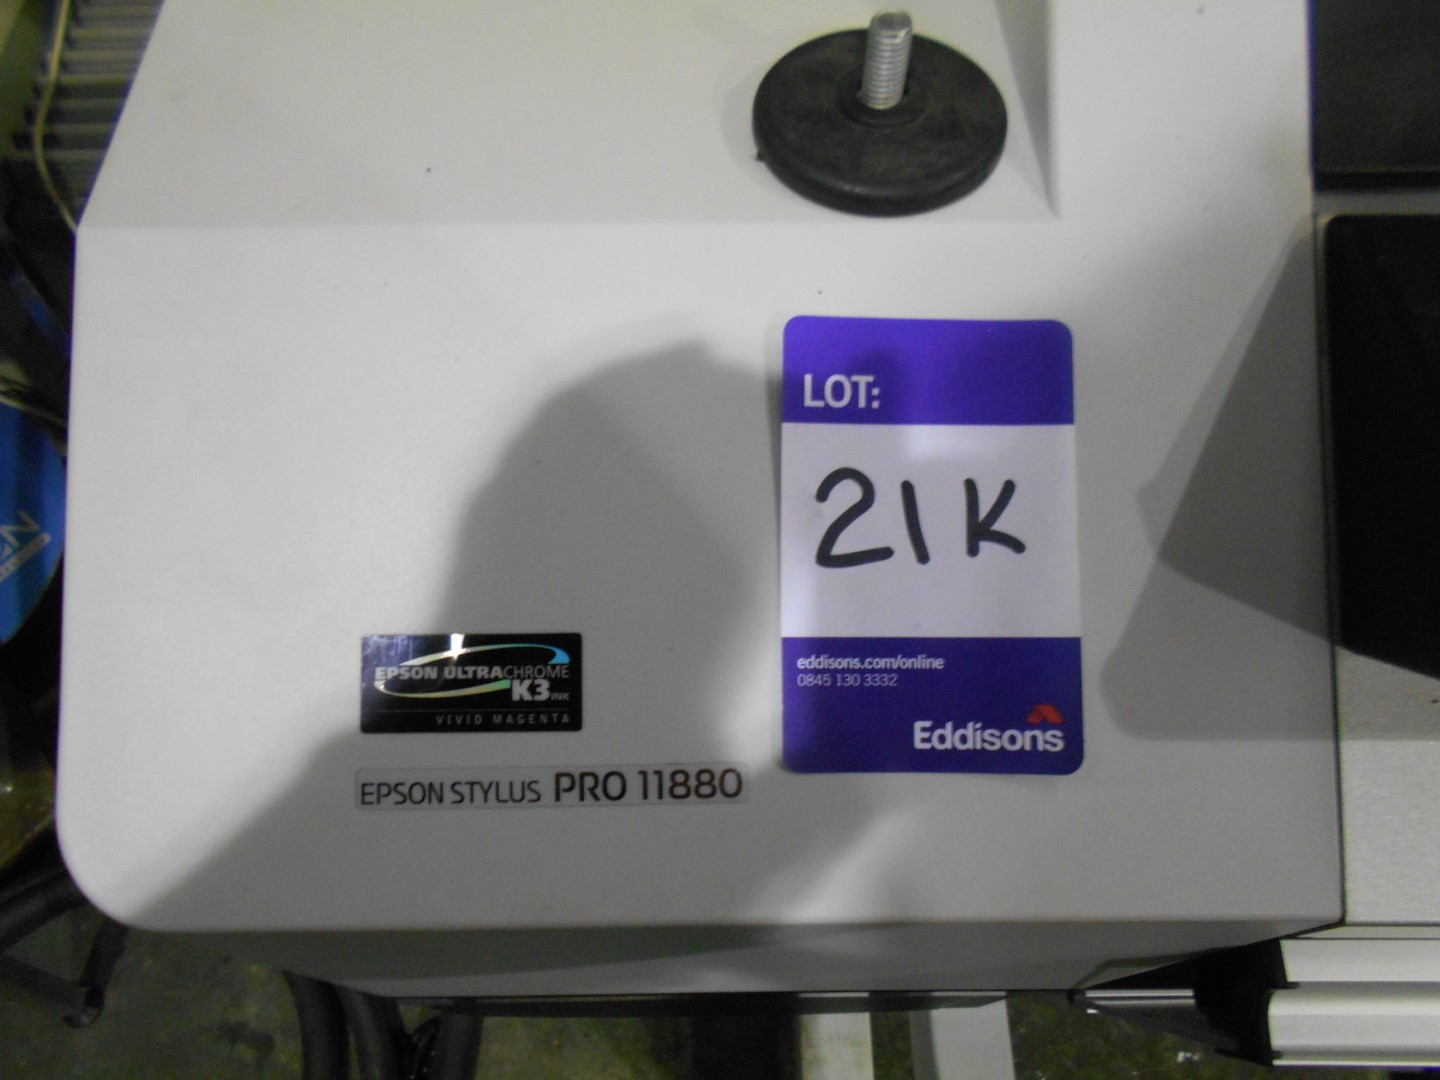 LOT:
21K
eddisons.com/online
0845 130 3332
Eddisons
EPSON ULTRACHROME
K3 INK
VIVID MAGENTA
EPSON STYLUS PRO 11880